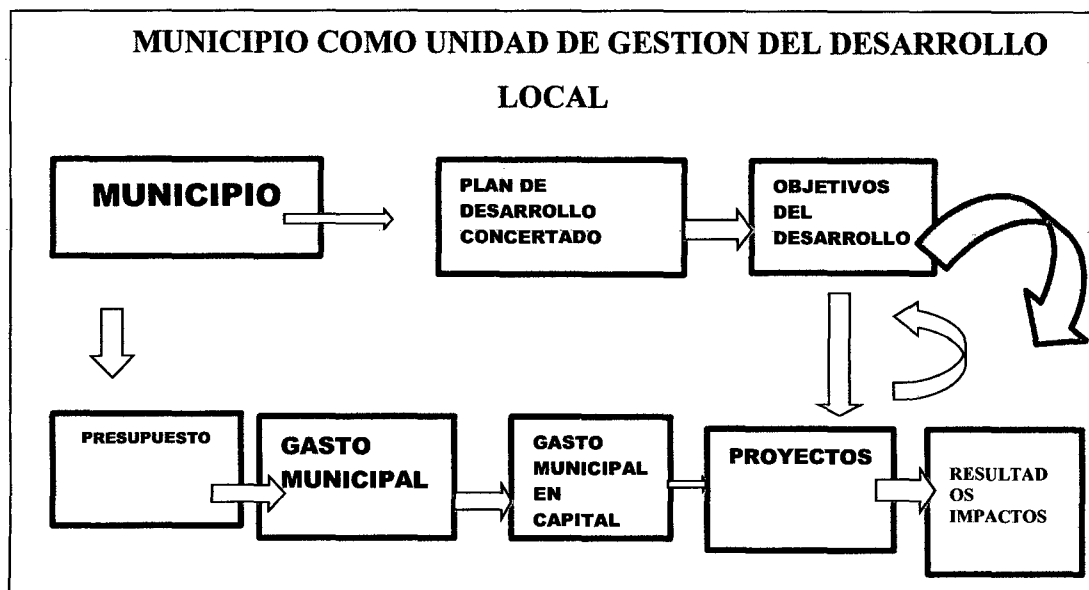 MUNICIPIO COMO UNIDAD DE GESTION DEL DESARROLLO
LOCAL
MUNICIPIO
PLAN DE
DESARROLLO
CONCERTADO
OBJETIVOS
DEL
DESARROLLO
PRESUPUESTO
GASTO
MUNICIPAL
GASTO
MUNICIPAL
EN
CAPITAL
PROYECTOS
RESULTAD
OS
IMPACTOS